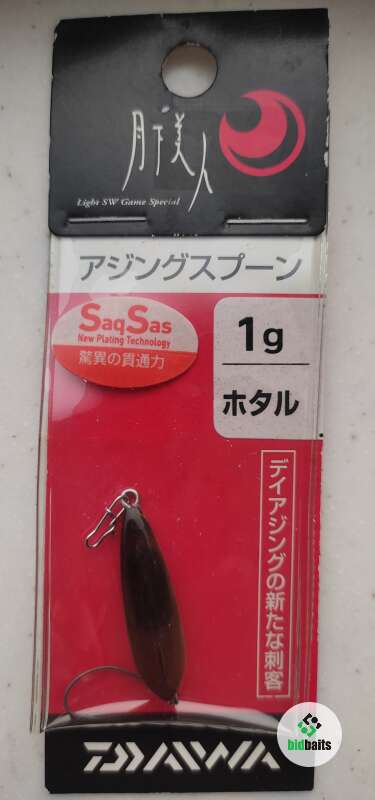 月下美人
Light SW Game Special
アジングスプーン
SaqSas
New Plating Technology
驚異の貫通力
1g
ホタル
デイアジングの新たな刺客
DAIWA
bidbaits